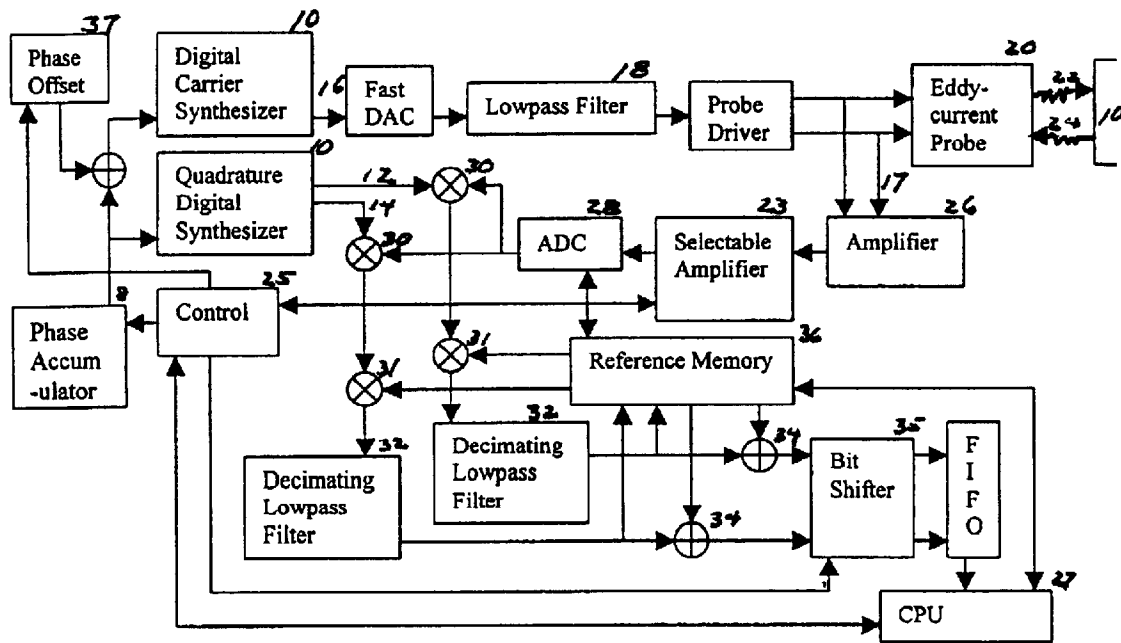 37
Phase
Offset
10
Digital
Carrier
Synthesizer
16
Fast
DAC
18
Lowpass Filter
Probe
Driver
20
Eddy-
current
Probe
22
24
10
10
Quadrature
Digital
Synthesizer
12
14
30
30
28
ADC
23
Selectable
Amplifier
17
26
Amplifier
8
Phase
Accum
-ulator
25
Control
31
31
36
Reference Memory
32
Decimating
Lowpass
Filter
32
Decimating
Lowpass
Filter
34
34
35
Bit
Shifter
F
I
F
O
27
CPU